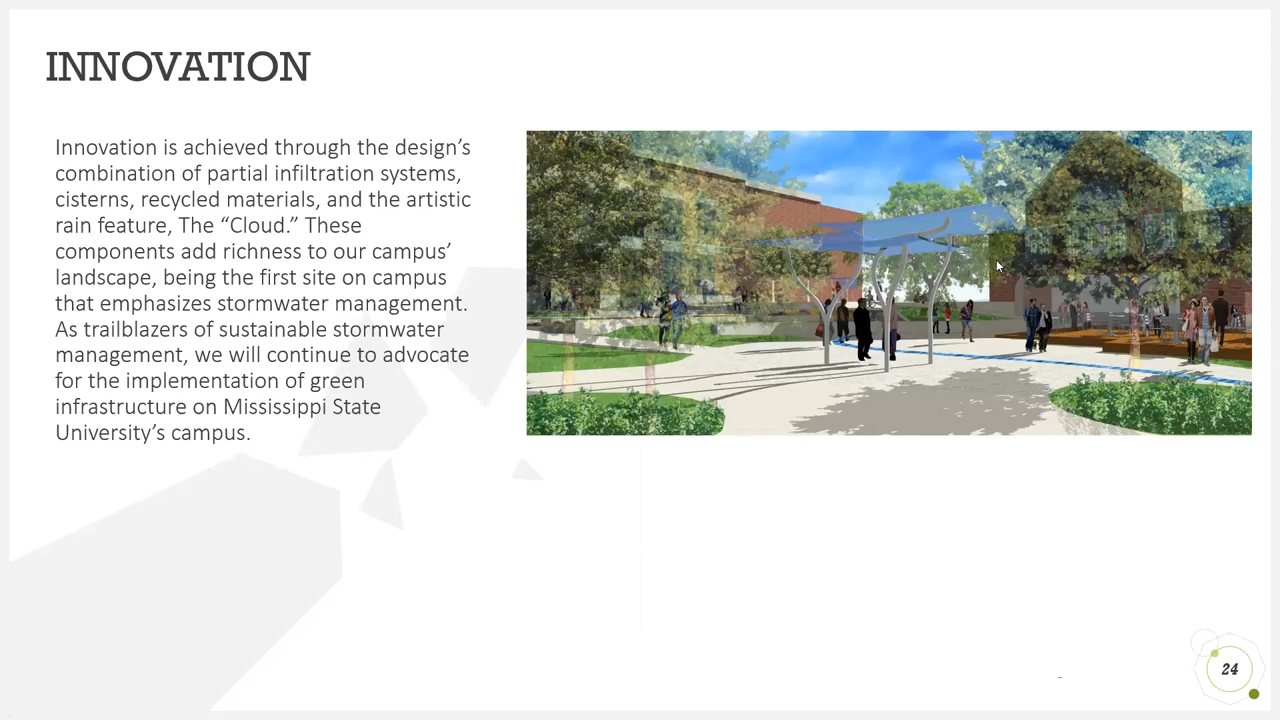 INNOVATION
Innovation is achieved through the design’s
combination of partial infiltration systems,
cisterns, recycled materials, and the artistic
rain feature, The “Cloud.” These
components add richness to our campus’
landscape, being the first site on campus
that emphasizes stormwater management.
As trailblazers of sustainable stormwater
management, we will continue to advocate
for the implementation of green
infrastructure on Mississippi State
University’s campus.
24